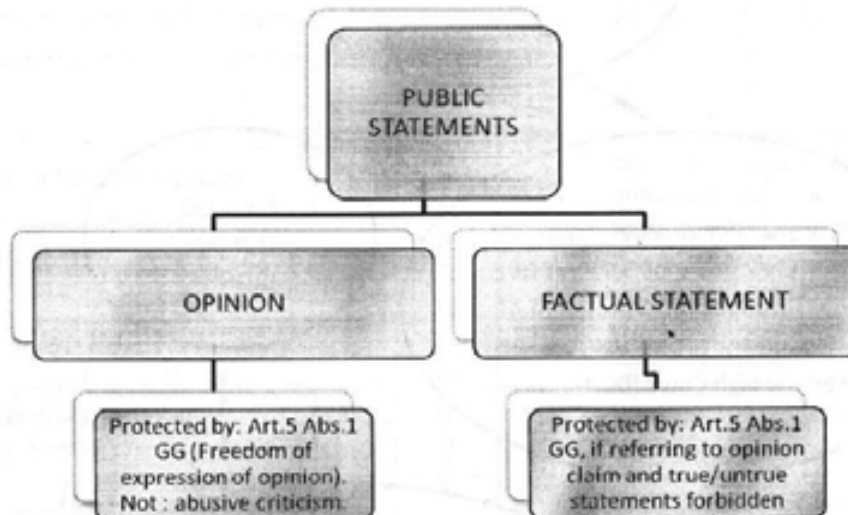 PUBLIC
STATEMENTS
OPINION
FACTUAL STATEMENT
Protected by: Art.5 Abs.1
GG (Freedom of
expression of opinion).
Not : abusive criticism.
Protected by: Art.5 Abs.1
GG, if referring to opinion
claim and true/untrue
statements forbidden